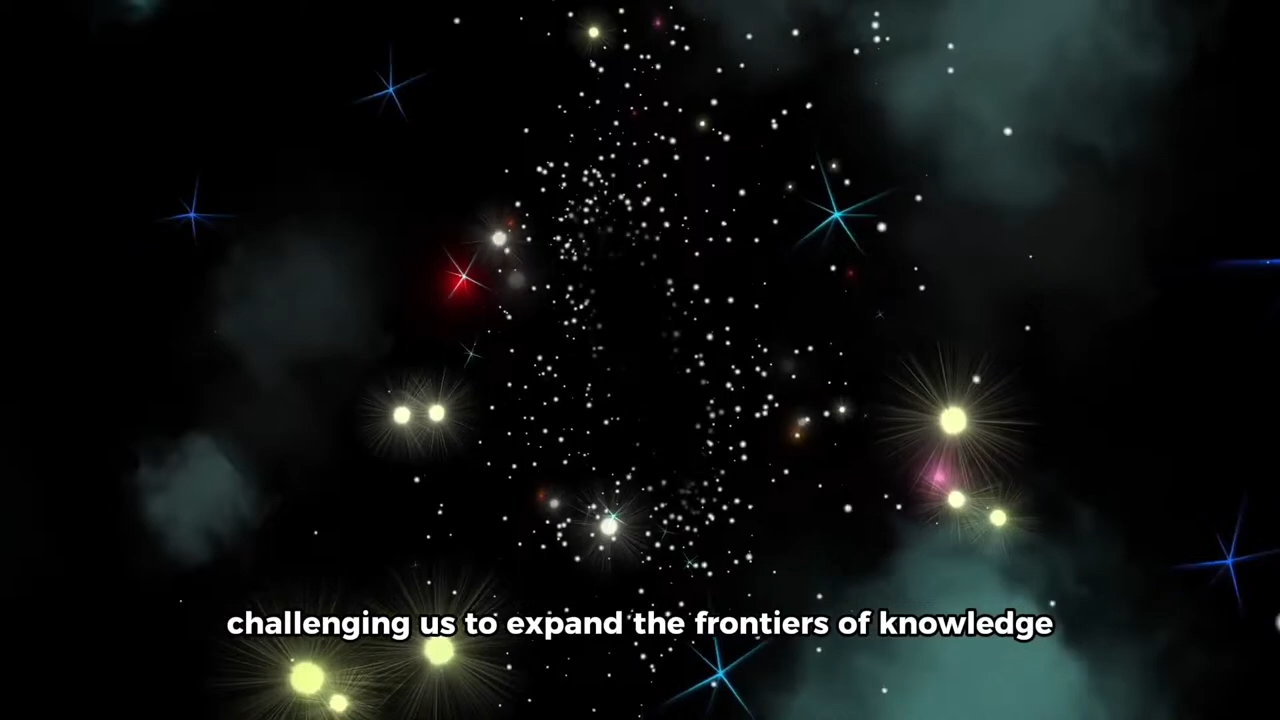 challenging us to expand the frontiers of knowledge